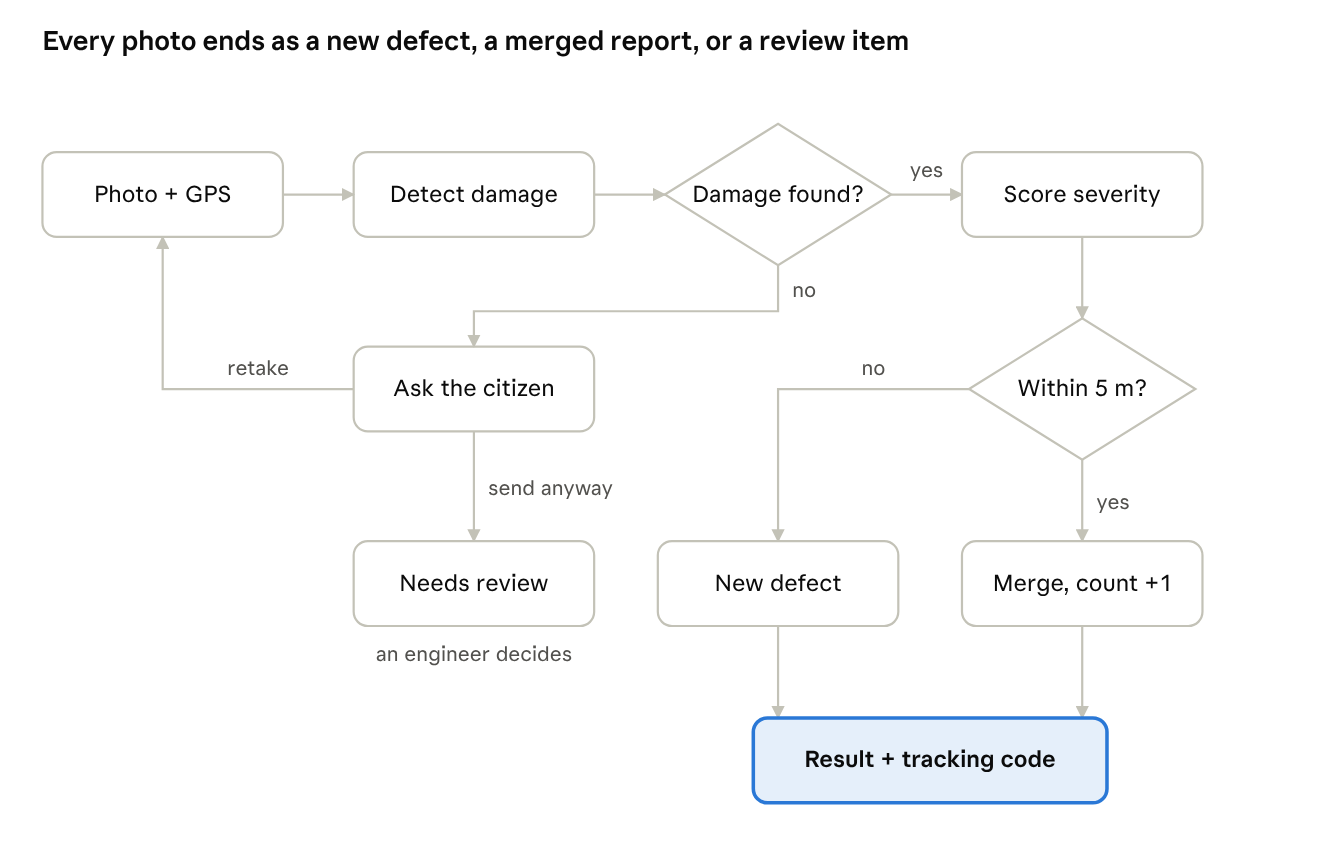 Every photo ends as a new defect, a merged report, or a review item
Photo + GPS
Detect damage
Damage found?
yes
Score severity
no
retake
Ask the citizen
no
Within 5 m?
send anyway
yes
Needs review
New defect
Merge, count +1
an engineer decides
Result + tracking code